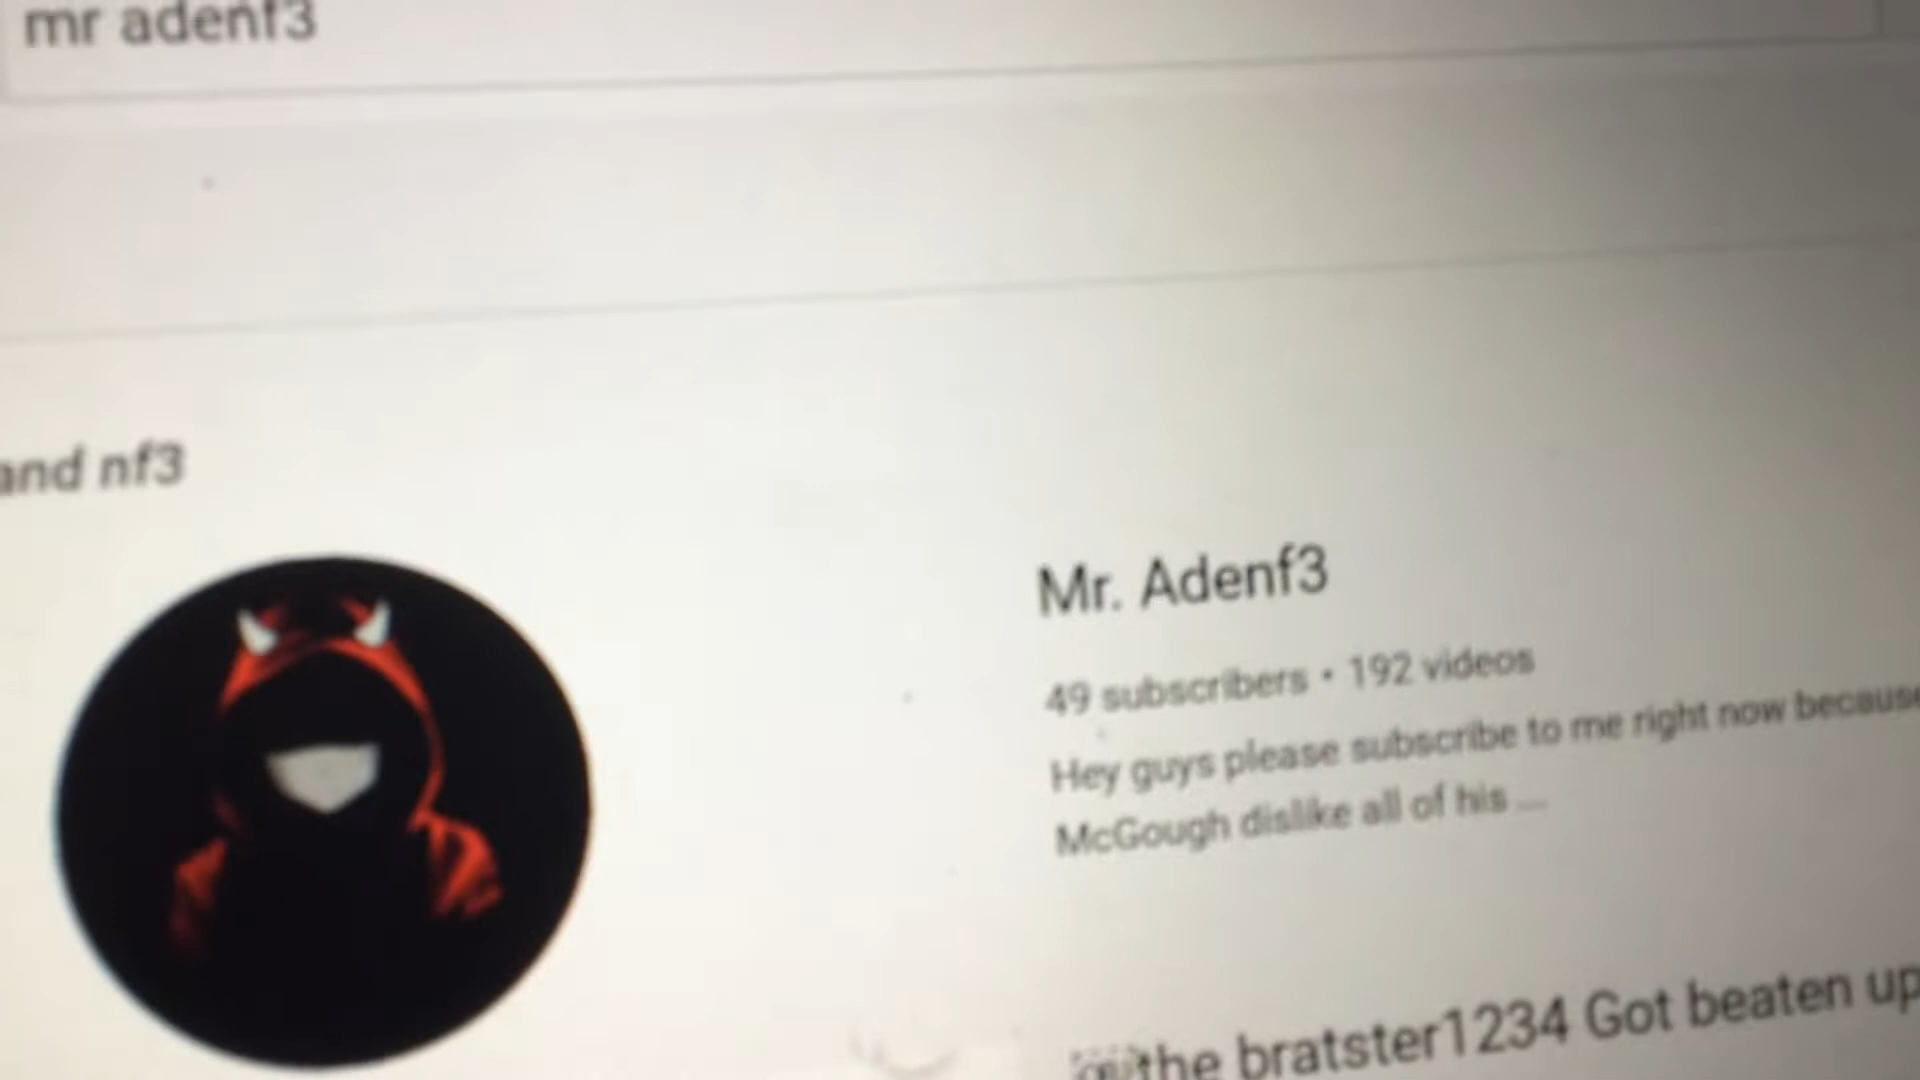 mr adenf3
and nf3
Mr. Adenf3
49 subscribers • 192 videos
Hey guys please subscribe to me right now because
McGough dislike all of his ...
the bratster1234 Got beaten up